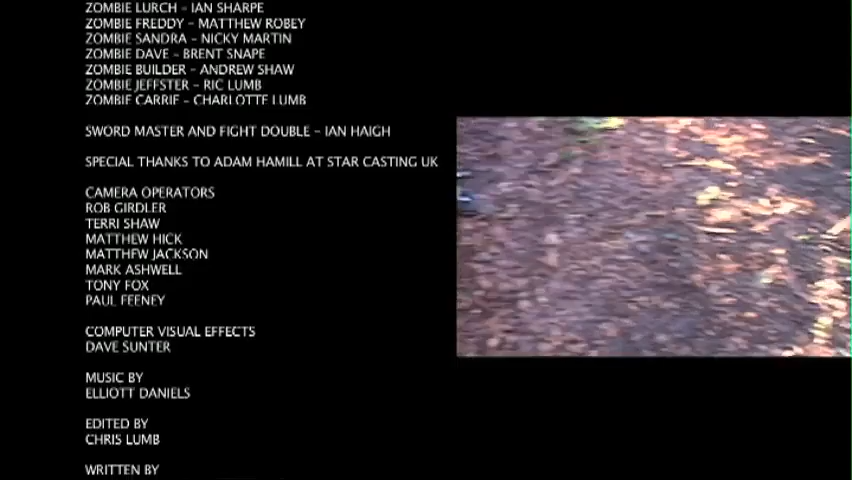 ZOMBIE LURCH - IAN SHARPE
ZOMBIE FREDDY - MATTHEW ROBEY
ZOMBIE SANDRA - NICKY MARTIN
ZOMBIE DAVE - BRENT SNAPE
ZOMBIE BUILDER - ANDREW SHAW
ZOMBIE JEFFSTER - RIC LUMB
ZOMBIE CARRIE - CHARLOTTE LUMB
SWORD MASTER AND FIGHT DOUBLE - IAN HAIGH
SPECIAL THANKS TO ADAM HAMILL AT STAR CASTING UK
CAMERA OPERATORS
ROB GIRDLER
TERRI SHAW
MATTHEW HICK
MATTHEW JACKSON
MARK ASHWELL
TONY FOX
PAUL FEENEY
COMPUTER VISUAL EFFECTS
DAVE SUNTER
MUSIC BY
ELLIOTT DANIELS
EDITED BY
CHRIS LUMB
WRITTEN BY